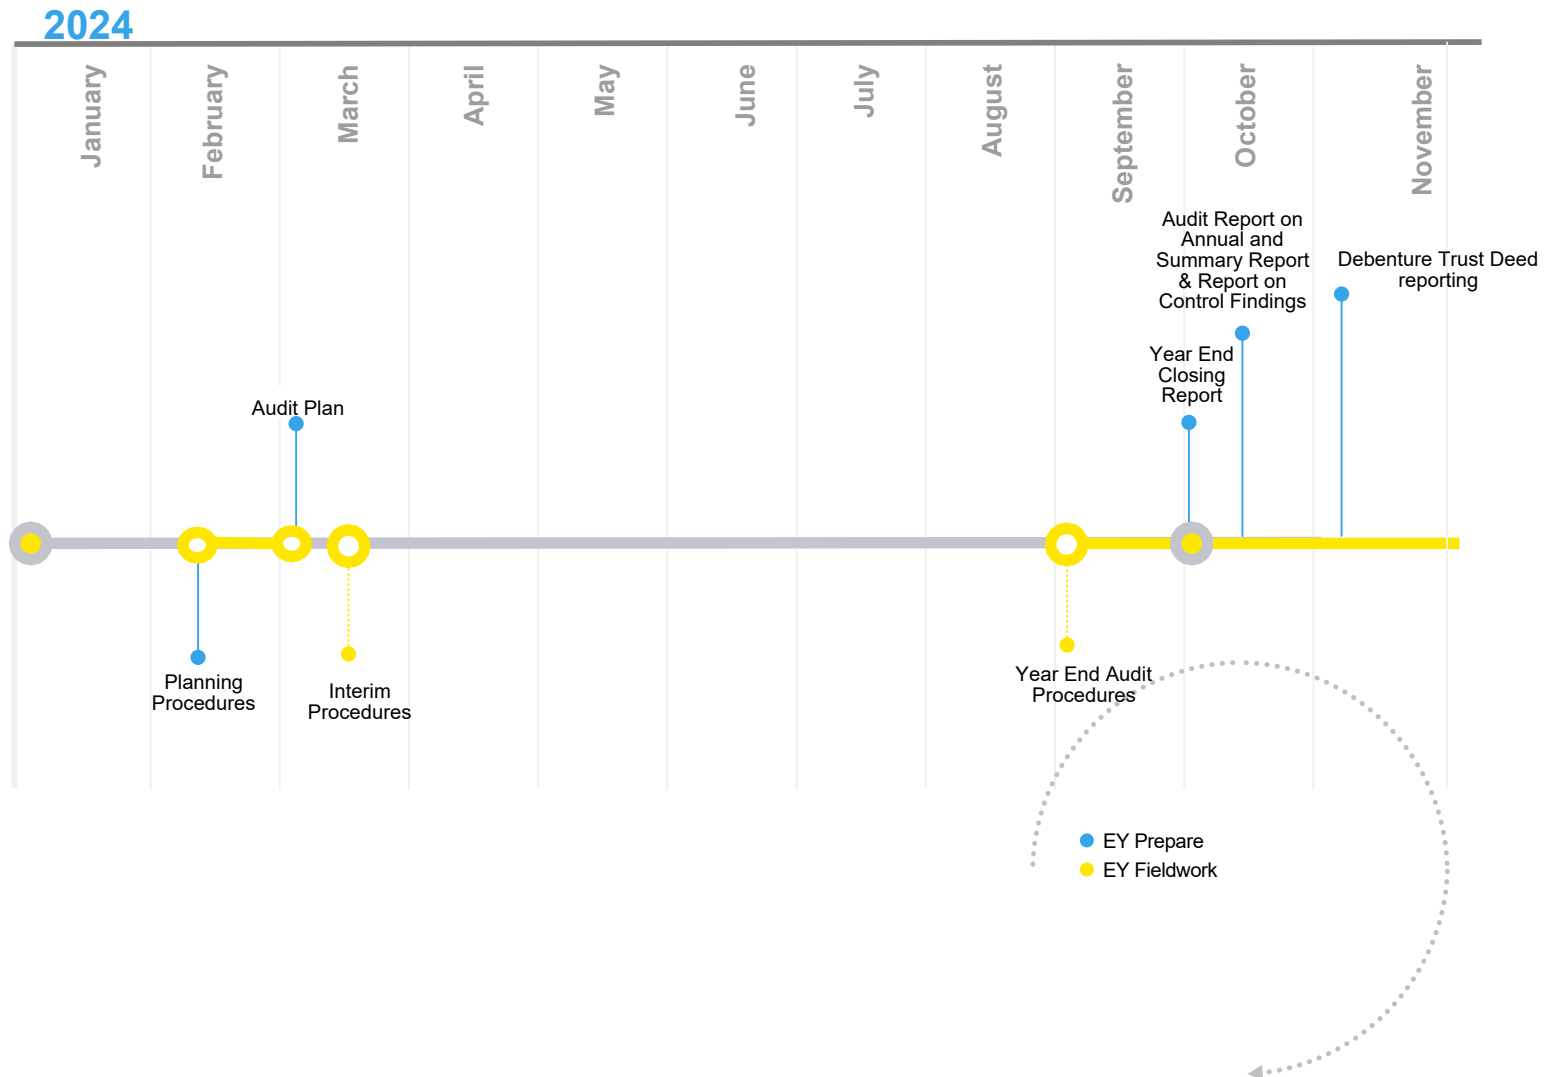 2024
January
February
March
April
May
June
July
August
September
October
November
Audit Report on
Annual and
Summary Report
& Report on
Control Findings
Debenture Trust Deed
reporting
Year End
Closing
Report
Audit Plan
Planning
Procedures
Interim
Procedures
Year End Audit
Procedures
EY Prepare
EY Fieldwork